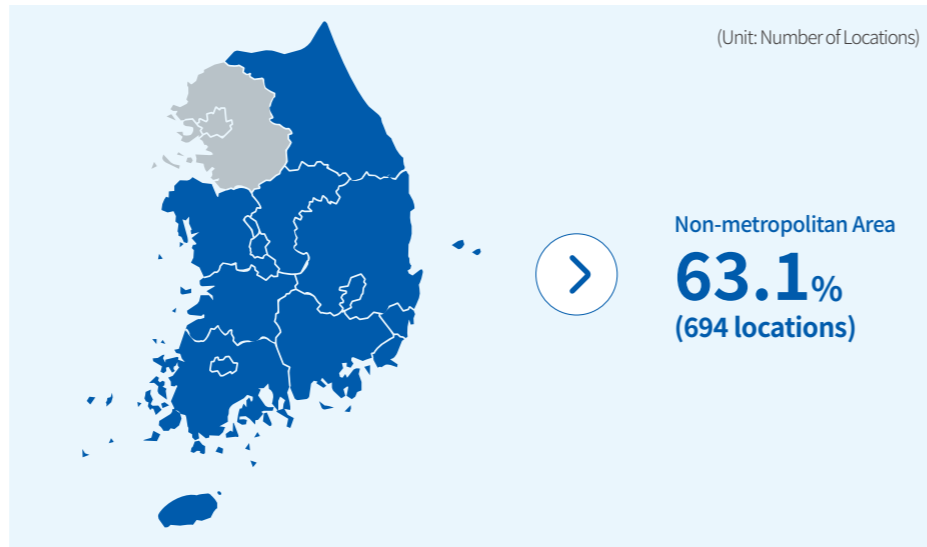 (Unit: Number of Locations)
Non-metropolitan Area
63.1%
(694 locations)